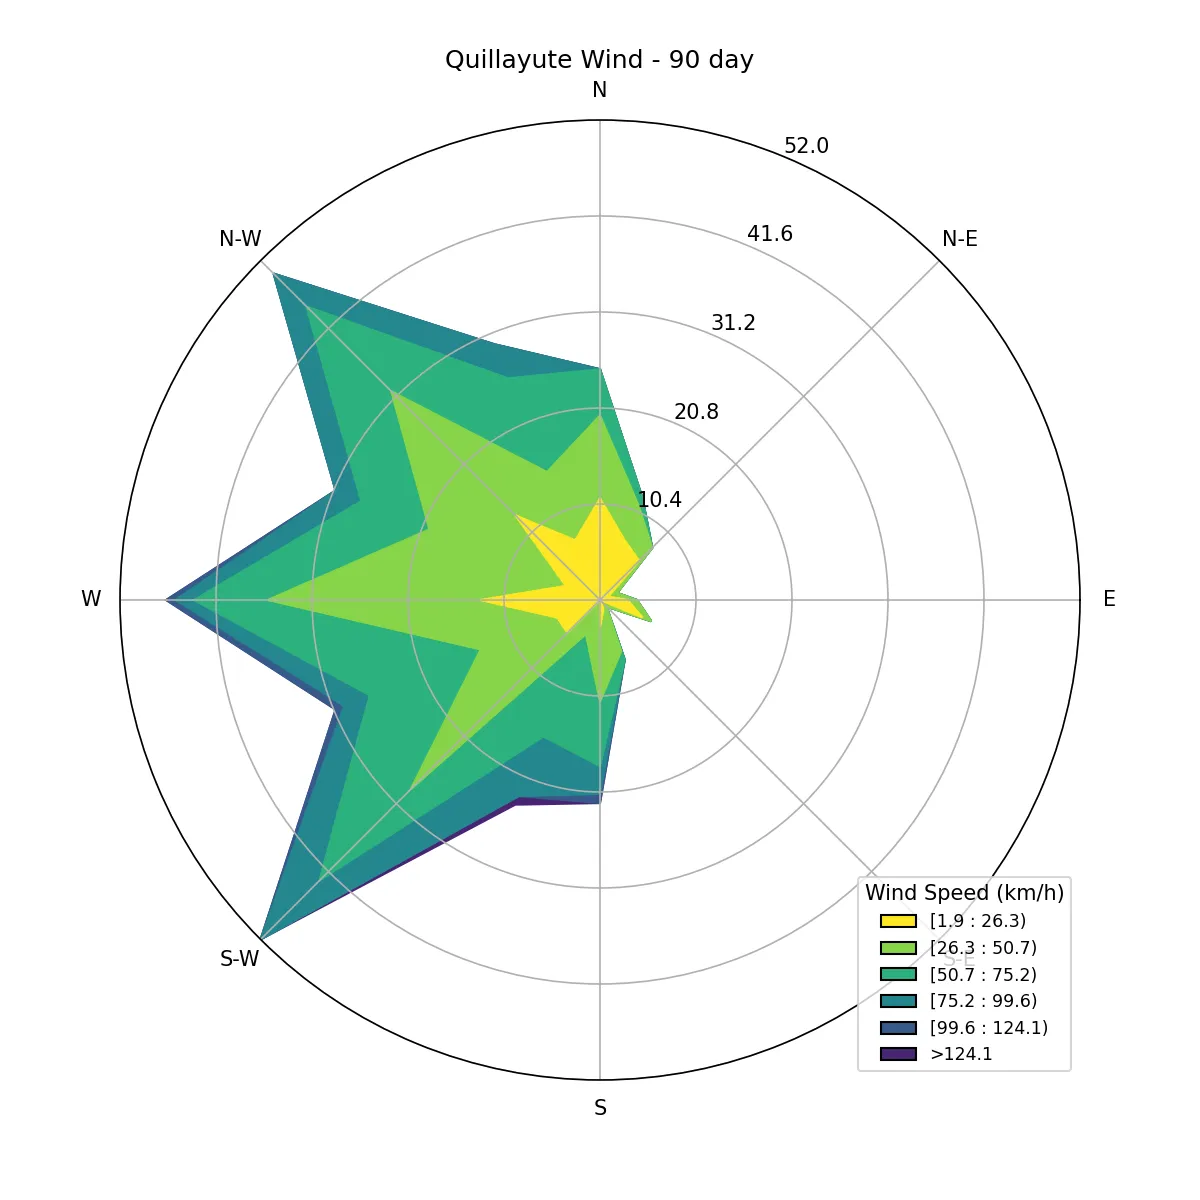 Quillayute Wind - 90 day
N
52.0
N-W
41.6
N-E
31.2
20.8
10.4
W
E
S-W
S-E
S
Wind Speed (km/h)
[1.9 : 26.3)
[26.3 : 50.7)
[50.7 : 75.2)
[75.2 : 99.6)
[99.6 : 124.1)
>124.1